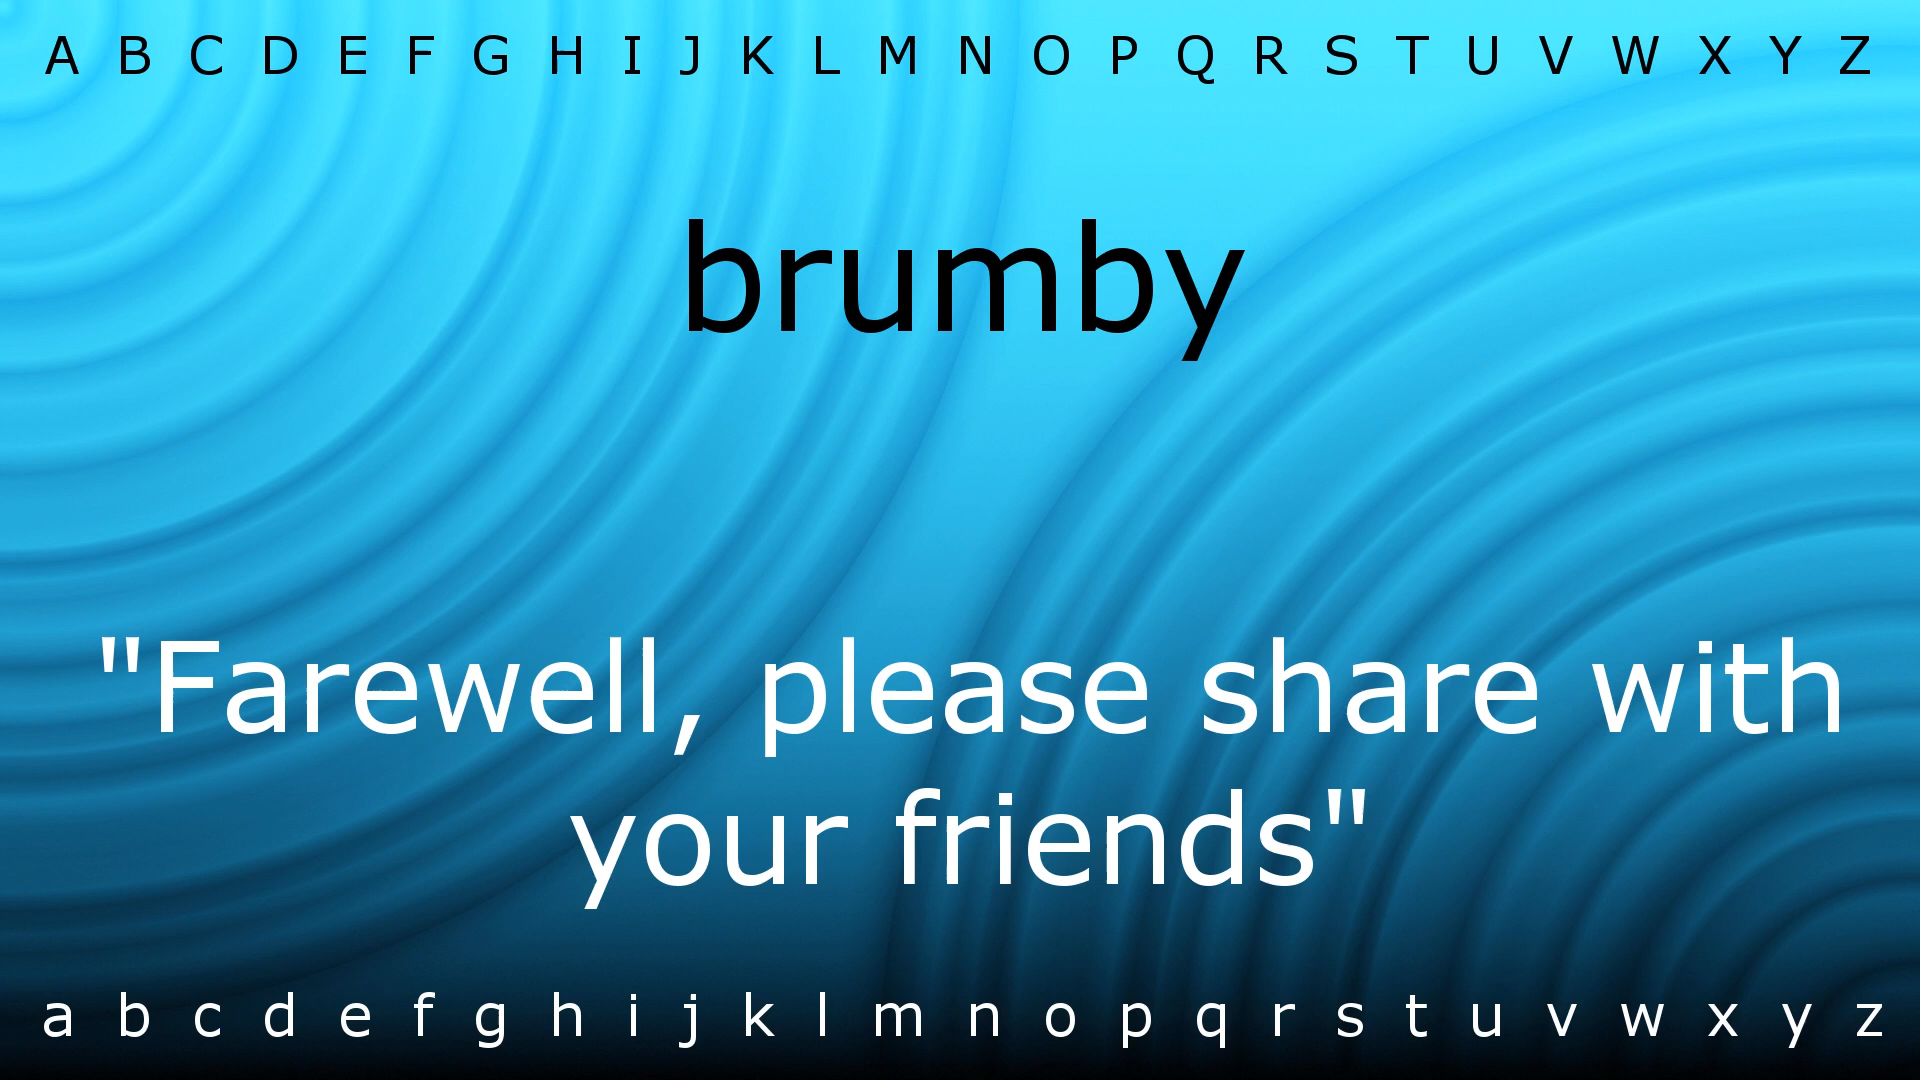 A B C D E F G H I J K L M N O P Q R S T U V W X Y Z
brumby
"Farewell, please share with
your friends"
a b c d e f g h i j k l m n o p q r s t u v w x y z